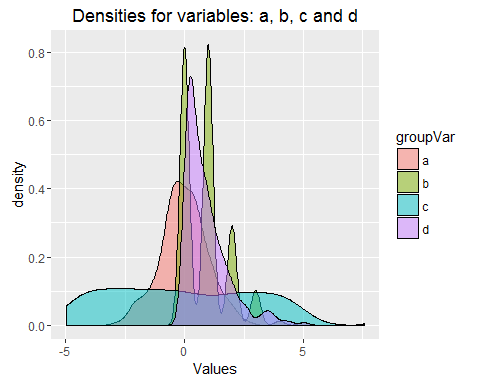 Densities for variables: a, b, c and d
density
0.8
0.6
0.4
0.2
0.0
-5
0
5
Values
groupVar
a
b
c
d